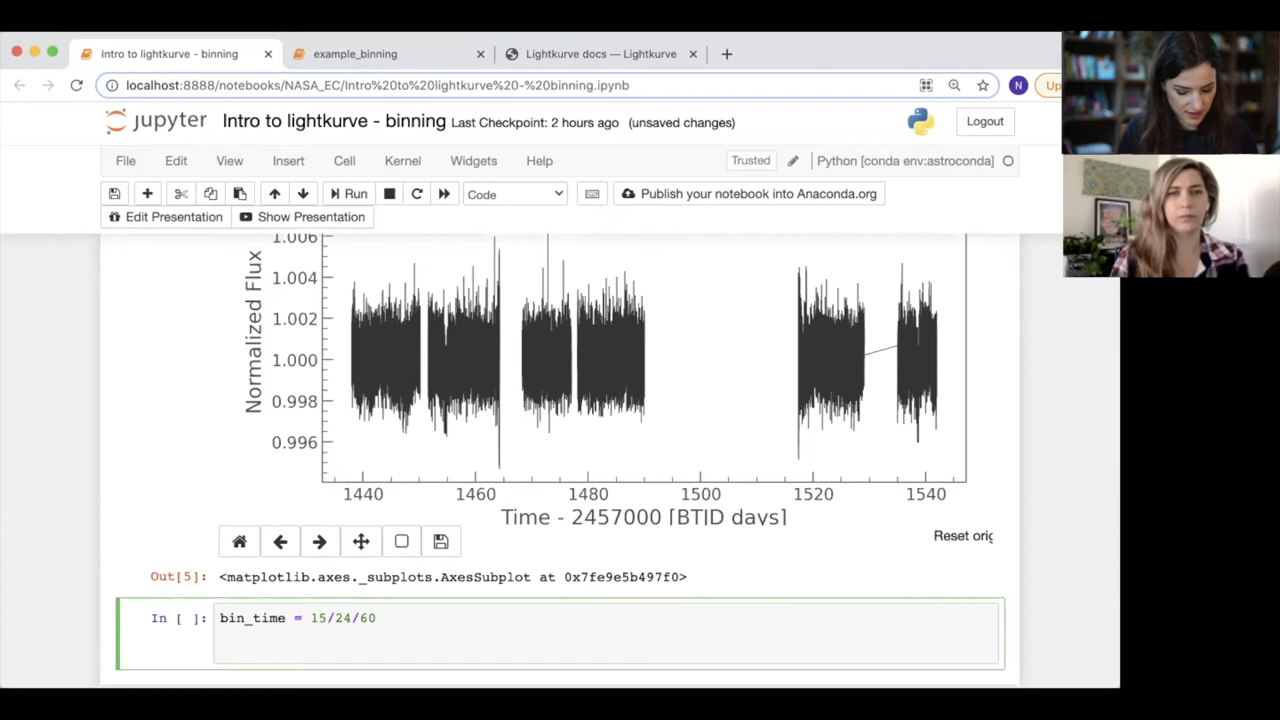 Intro to lightkurve - binning
example_binning
Lightkurve docs — Lightkurve
localhost:8888/notebooks/NASA_EC/Intro%20to%20lightkurve%20-%20binning.ipynb
N
Up
jupyter Intro to lightkurve - binning Last Checkpoint: 2 hours ago (unsaved changes)
Logout
File Edit View Insert Cell Kernel Widgets Help
Trusted
Python [conda env:astroconda]
Run
Code
Publish your notebook into Anaconda.org
Edit Presentation
Show Presentation
Normalized Flux
1.006
1.004
1.002
1.000
0.998
0.996
1440 1460 1480 1500 1520 1540
Time - 2457000 [BTJD days]
Reset orig
Out[5]: <matplotlib.axes._subplots.AxesSubplot at 0x7fe9e5b497f0>
In [ ]: bin_time = 15/24/60